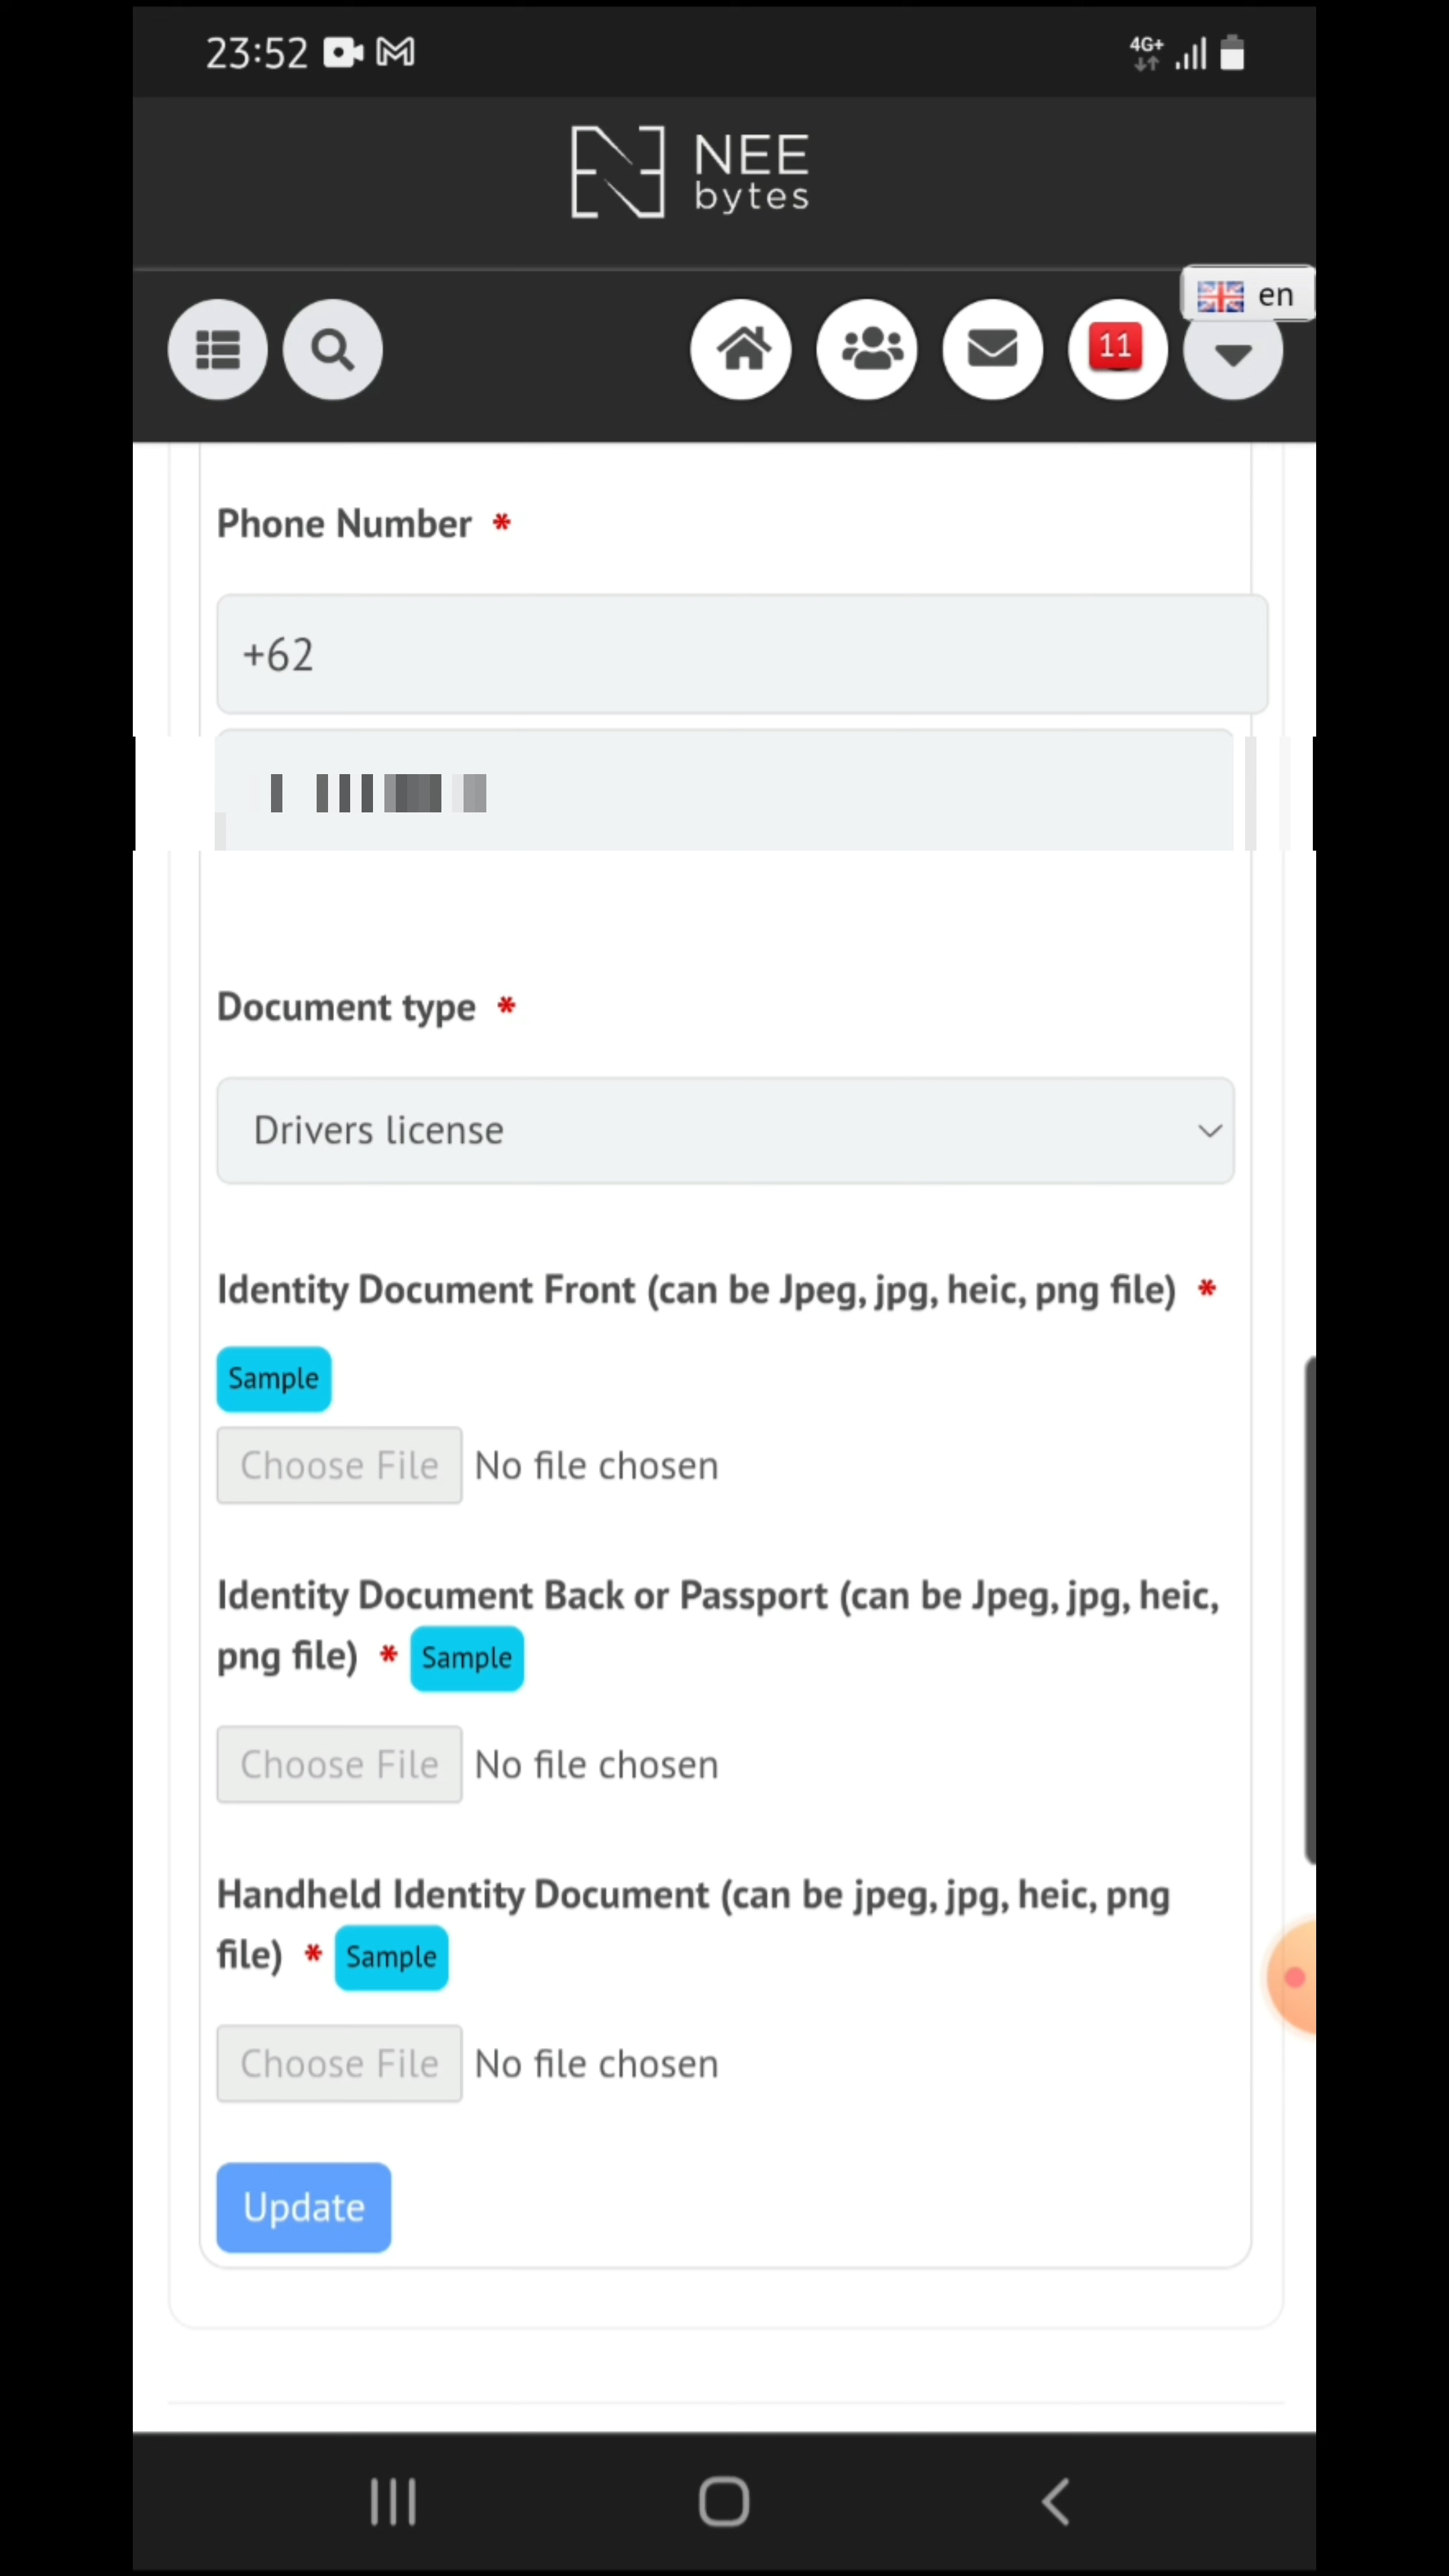 23:52
4G+
NEE
bytes
en
11
Phone Number *
+62
Document type *
Drivers license
Identity Document Front (can be Jpeg, jpg, heic, png file) *
Sample
Choose File No file chosen
Identity Document Back or Passport (can be Jpeg, jpg, heic,
png file) * Sample
Choose File No file chosen
Handheld Identity Document (can be jpeg, jpg, heic, png
file) * Sample
Choose File No file chosen
Update